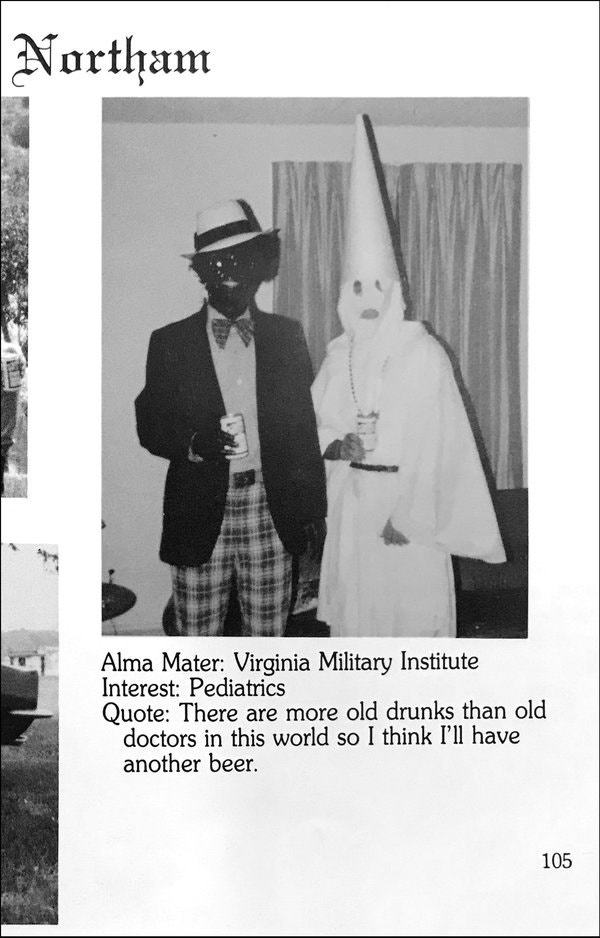 Northam
Alma Mater: Virginia Military Institute
Interest: Pediatrics
Quote: There are more old drunks than old
doctors in this world so I think I'll have
another beer.
105